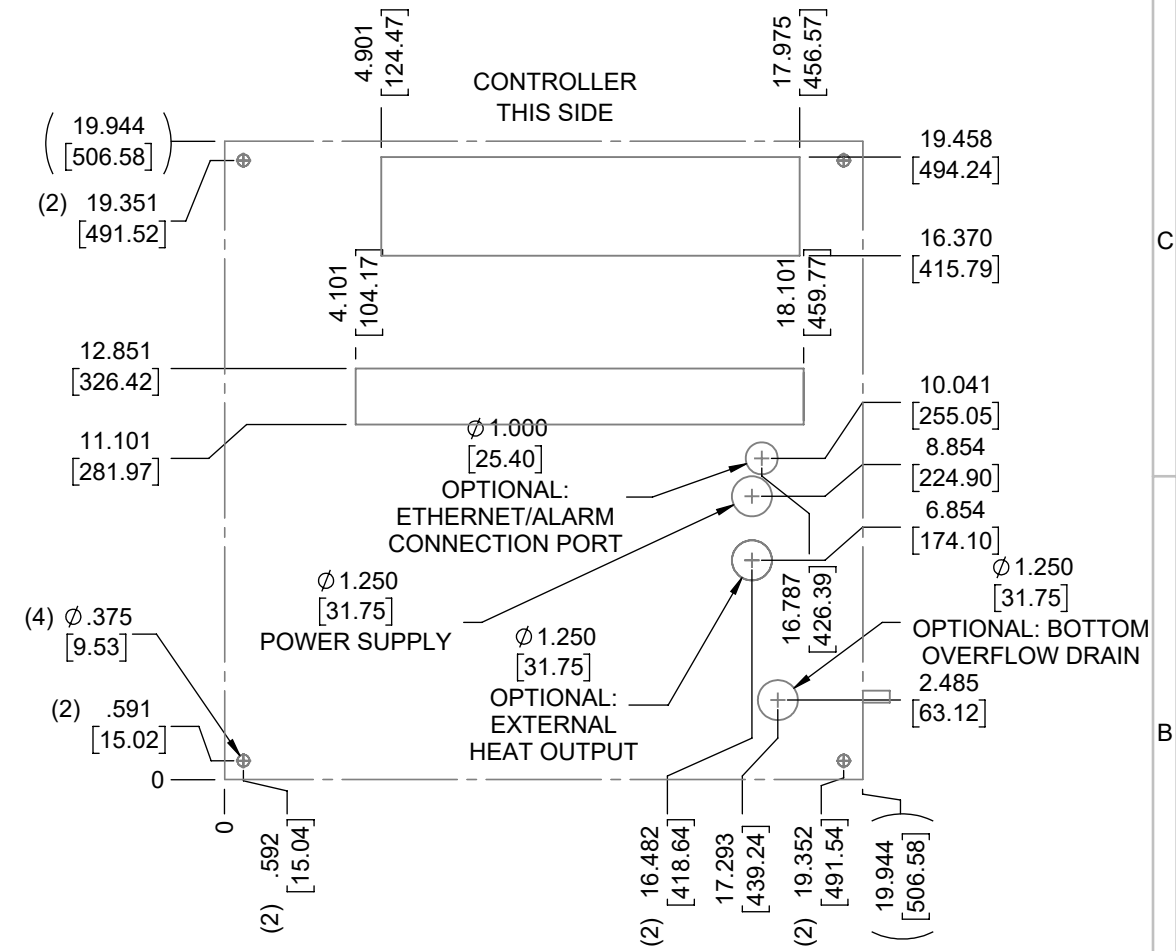 4.901
[124.47]
17.975
[456.57]
CONTROLLER
THIS SIDE
(19.944
[506.58])
(2) 19.351
[491.52]
19.458
[494.24]
16.370
[415.79]
C
4.101
[104.17]
18.101
[459.77]
12.851
[326.42]
11.101
[281.97]
10.041
[255.05]
8.854
[224.90]
6.854
[174.10]
Ø1.000
[25.40]
OPTIONAL:
ETHERNET/ALARM
CONNECTION PORT
Ø1.250
[31.75]
POWER SUPPLY
Ø1.250
[31.75]
OPTIONAL:
EXTERNAL
HEAT OUTPUT
16.787
[426.39]
Ø1.250
[31.75]
OPTIONAL: BOTTOM
OVERFLOW DRAIN
2.485
[63.12]
B
(4) Ø.375
[9.53]
(2) .591
[15.02]
0
0
(2) .592
[15.04]
(2) 16.482
[418.64]
17.293
[439.24]
(2) 19.352
[491.54]
(19.944
[506.58])